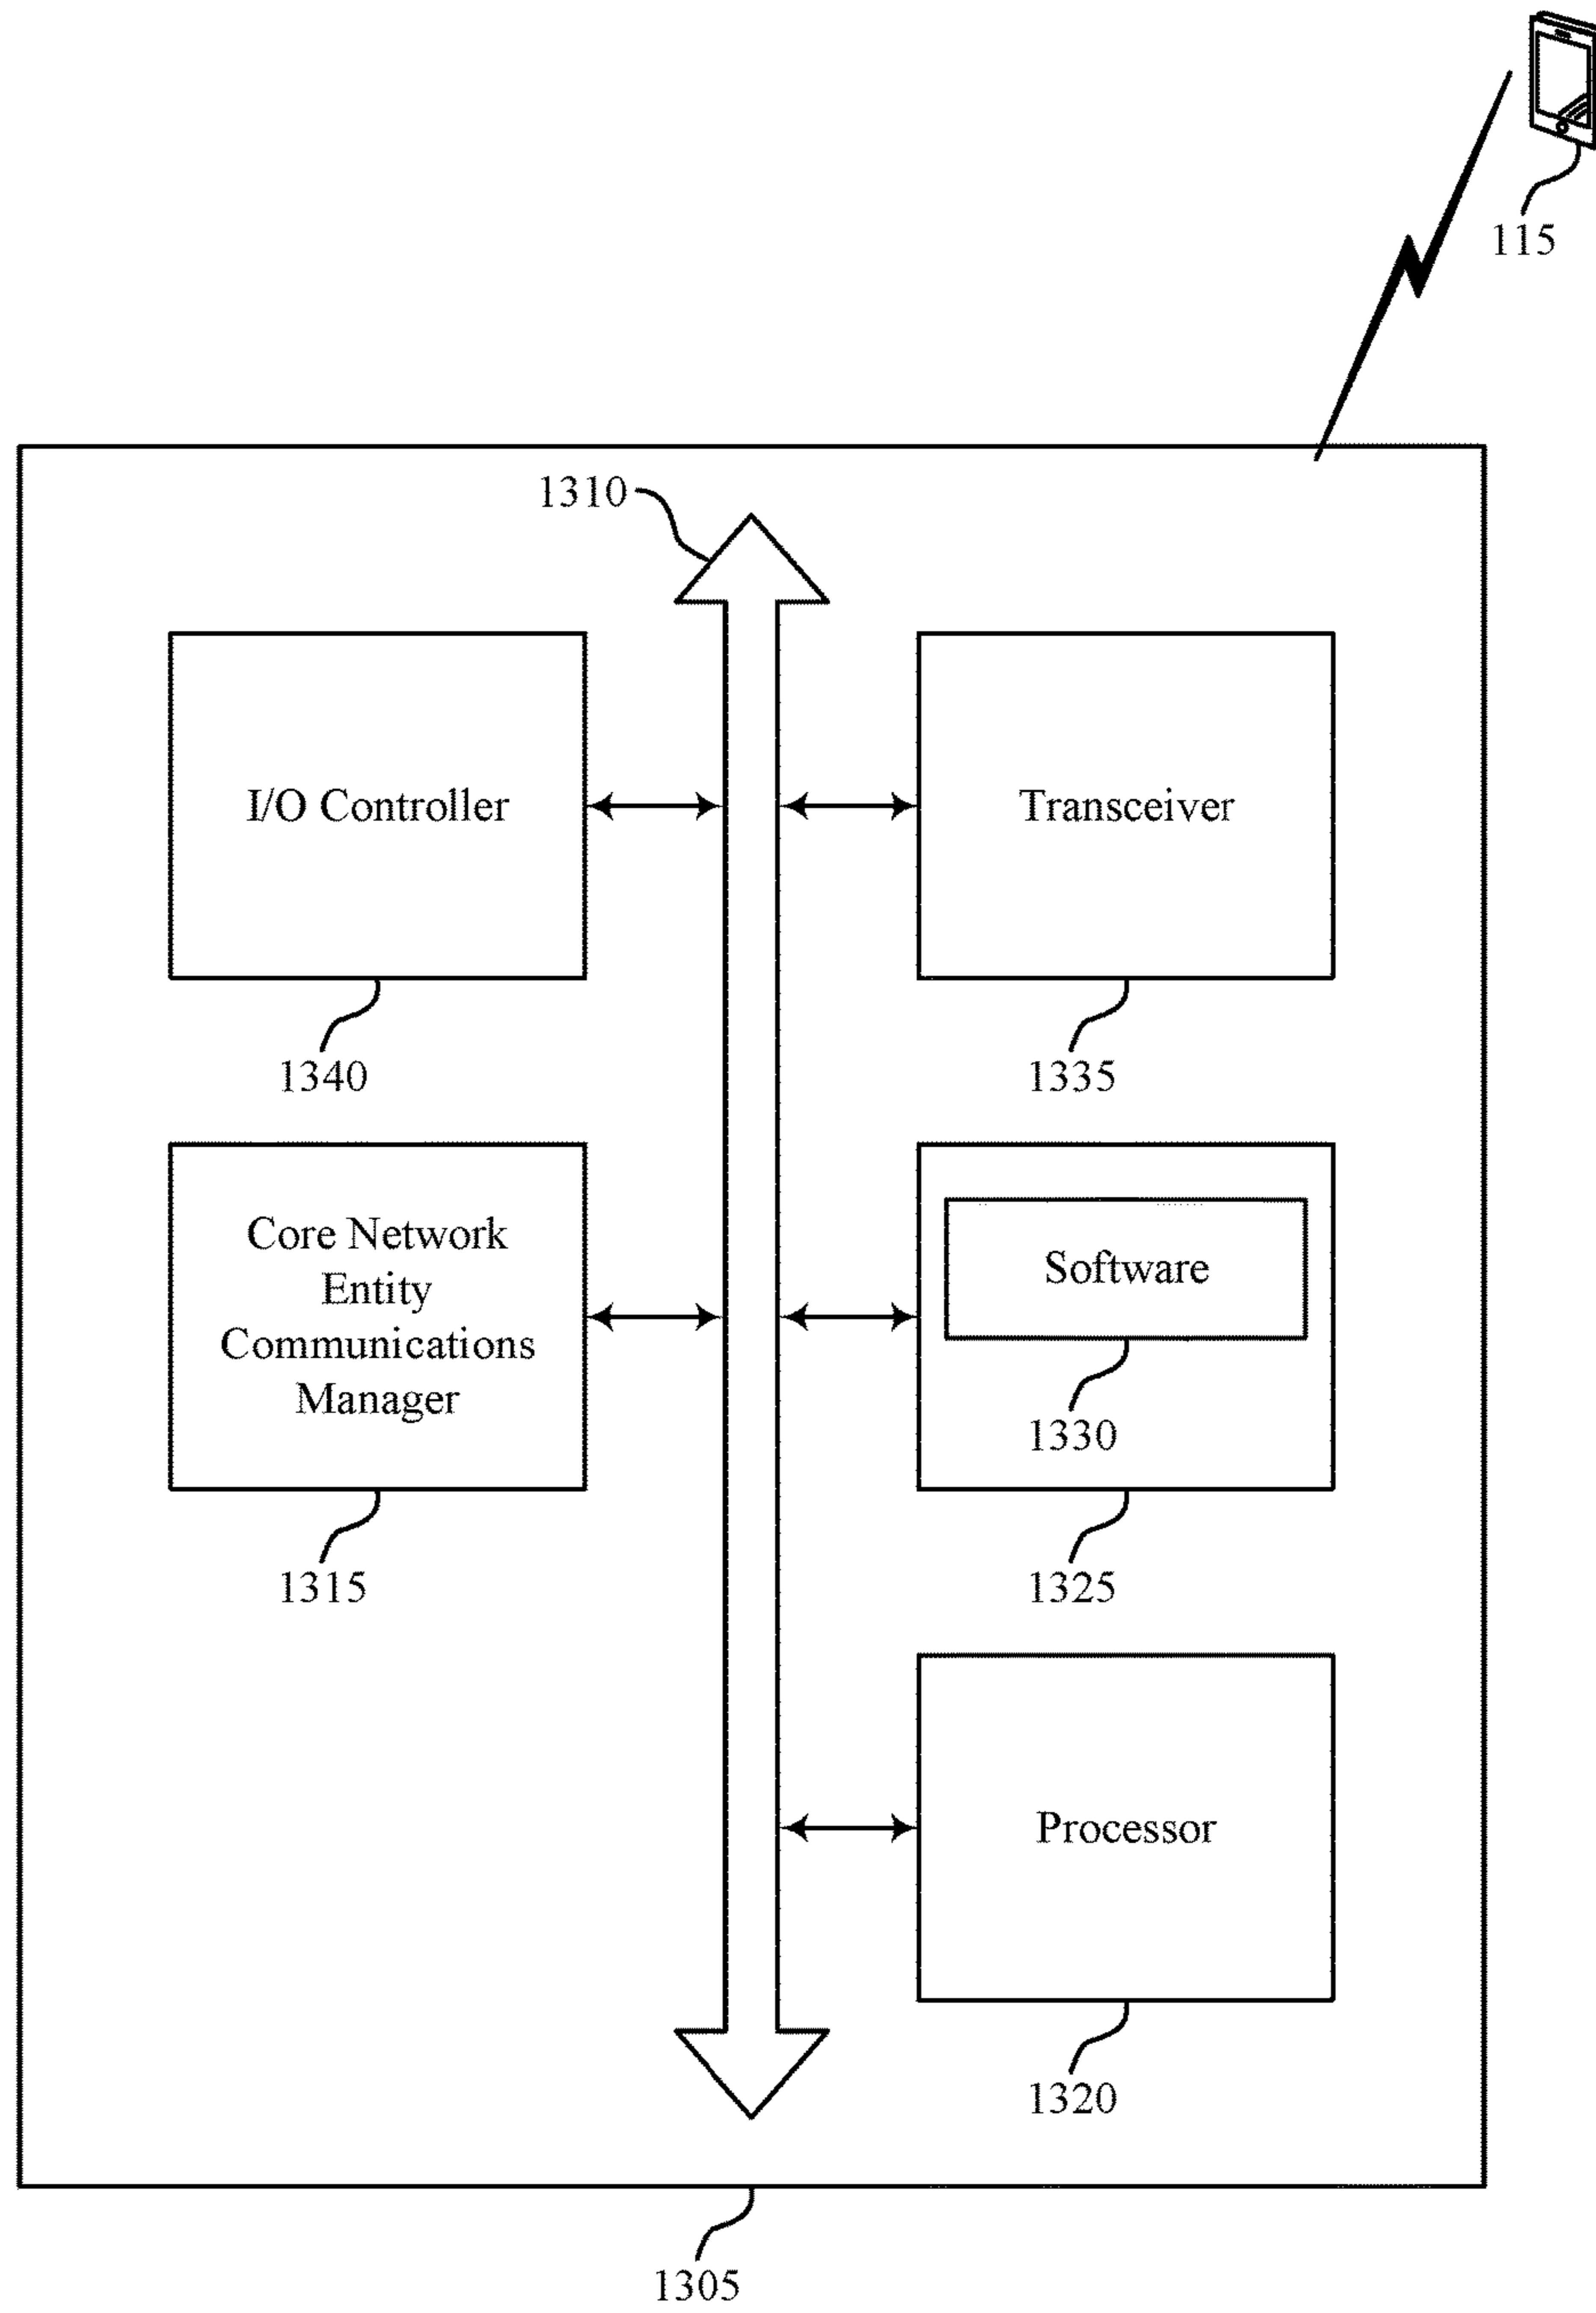 115
1310
I/O Controller
Transceiver
1340
1335
Core Network
Entity
Communications
Manager
Software
1330
1315
1325
Processor
1320
1305